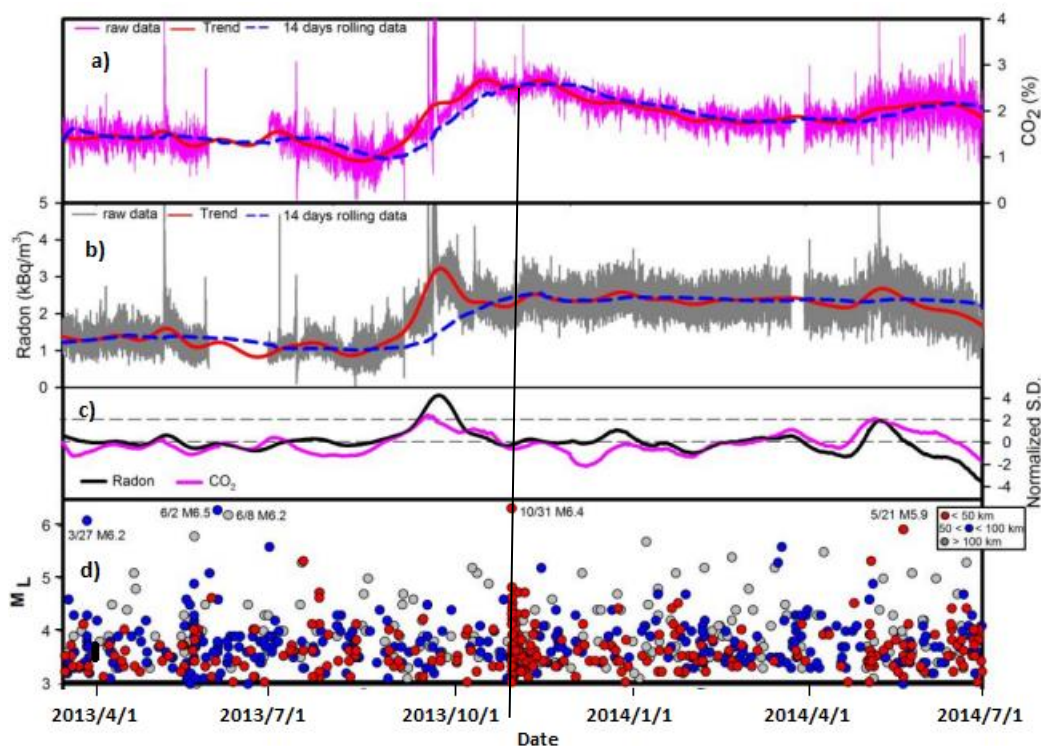 raw data Trend 14 days rolling data
a)
4
3
2
1
0
CO2 (%)
raw data Trend 14 days rolling data
b)
5
4
3
2
1
0
Radon (kBq/m3)
c)
2
0
-2
-4
Normalized S.D.
Radon CO2
3/27 M6.2
6/2 M6.5
6/8 M6.2
10/31 M6.4
5/21 M5.9
< 50 km
50 < < 100 km
> 100 km
d)
6
5
4
3
ML
2013/4/1 2013/7/1 2013/10/1 2014/1/1 2014/4/1 2014/7/1
Date